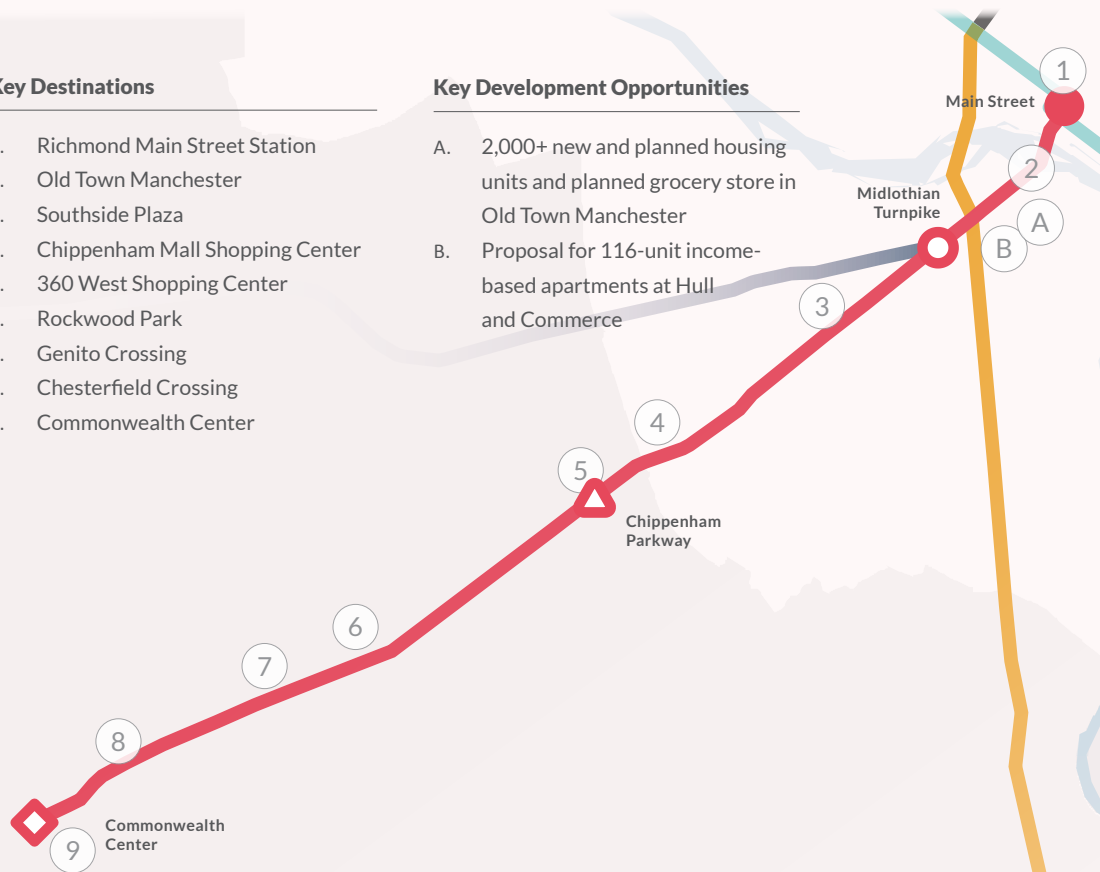 Key Destinations
. Richmond Main Street Station
. Old Town Manchester
. Southside Plaza
. Chippenham Mall Shopping Center
. 360 West Shopping Center
. Rockwood Park
. Genito Crossing
. Chesterfield Crossing
. Commonwealth Center
Key Development Opportunities
A. 2,000+ new and planned housing
units and planned grocery store in
Old Town Manchester
B. Proposal for 116-unit income-
based apartments at Hull
and Commerce
1
Main Street
2
Midlothian
Turnpike
A
B
3
4
5
Chippenham
Parkway
6
7
8
Commonwealth
Center
9